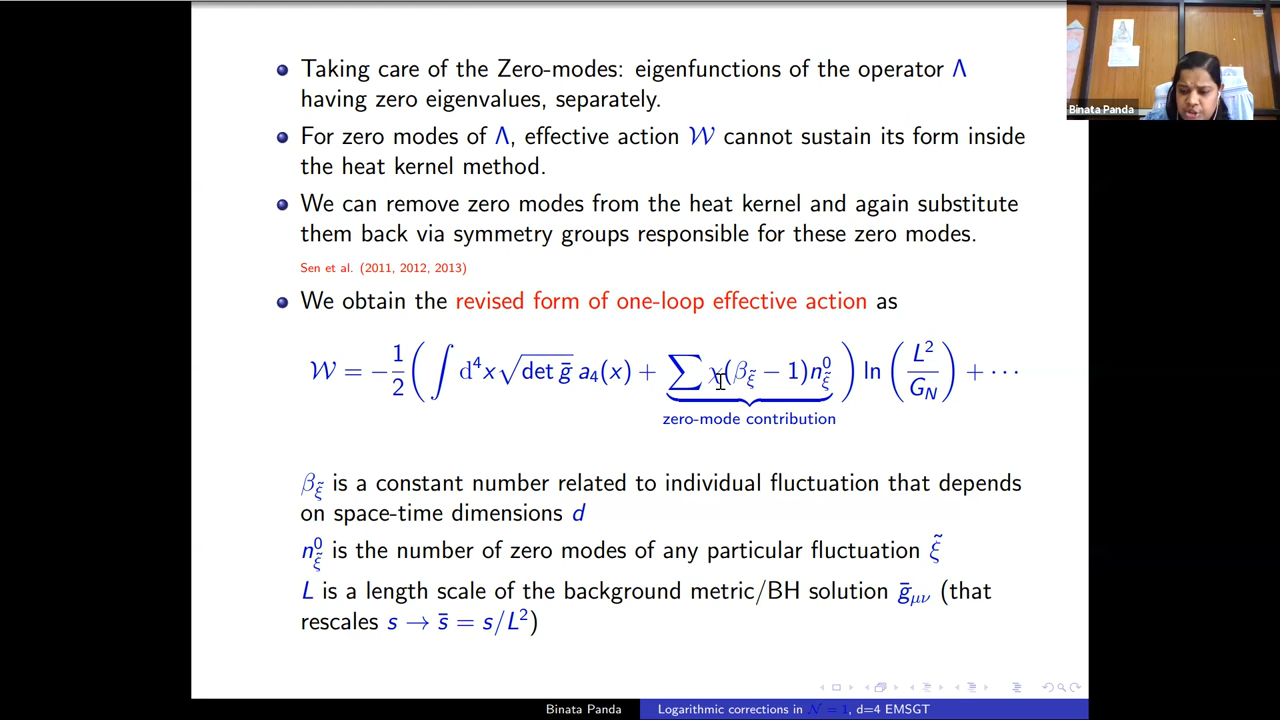 Taking care of the Zero-modes: eigenfunctions of the operator Λ
having zero eigenvalues, separately.
For zero modes of Λ, effective action 𝒲 cannot sustain its form inside
the heat kernel method.
We can remove zero modes from the heat kernel and again substitute
them back via symmetry groups responsible for these zero modes.
Sen et al. (2011, 2012, 2013)
We obtain the revised form of one-loop effective action as
𝒲 = −1/2 ( ∫ d⁴x √det ḡ a₄(x) + ∑ χ(β_ξ̃ − 1)n⁰_ξ̃ ) ln ( L²/G_N ) + ⋯
zero-mode contribution
β_ξ̃ is a constant number related to individual fluctuation that depends
on space-time dimensions d
n⁰_ξ̃ is the number of zero modes of any particular fluctuation ξ̃
L is a length scale of the background metric/BH solution ḡ_μν (that
rescales s → s̄ = s/L²)
Binata Panda
Binata Panda Logarithmic corrections in 𝒩 = 1, d=4 EMSGT